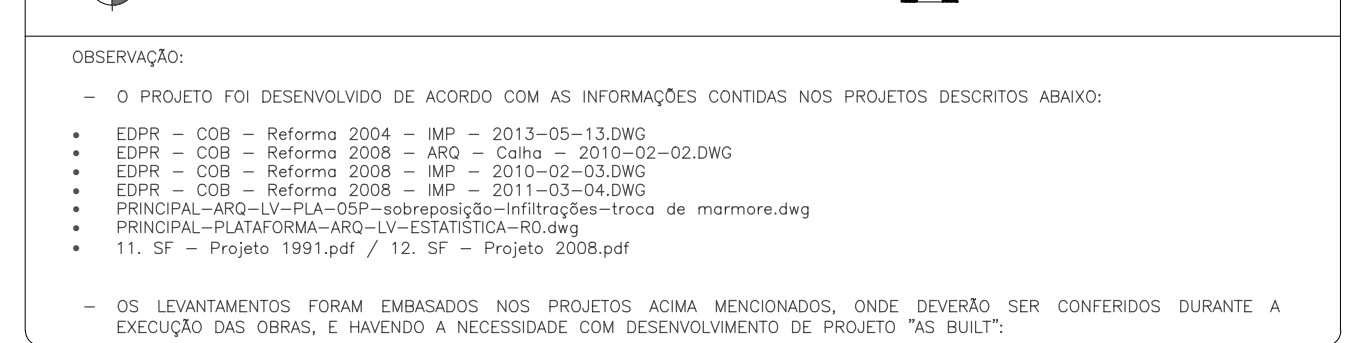 OBSERVAÇÃO:
– O PROJETO FOI DESENVOLVIDO DE ACORDO COM AS INFORMAÇÕES CONTIDAS NOS PROJETOS DESCRITOS ABAIXO:
• EDPR – COB – Reforma 2004 – IMP – 2013–05–13.DWG
• EDPR – COB – Reforma 2008 – ARQ – Calha – 2010–02–02.DWG
• EDPR – COB – Reforma 2008 – IMP – 2010–02–03.DWG
• EDPR – COB – Reforma 2008 – IMP – 2011–03–04.DWG
• PRINCIPAL–ARQ–LV–PLA–05P–sobreposição–Infiltrações–troca de marmore.dwg
• PRINCIPAL–PLATAFORMA–ARQ–LV–ESTATISTICA–R0.dwg
• 11. SF – Projeto 1991.pdf / 12. SF – Projeto 2008.pdf
– OS LEVANTAMENTOS FORAM EMBASADOS NOS PROJETOS ACIMA MENCIONADOS, ONDE DEVERÃO SER CONFERIDOS DURANTE A
EXECUÇÃO DAS OBRAS, E HAVENDO A NECESSIDADE COM DESENVOLVIMENTO DE PROJETO "AS BUILT":